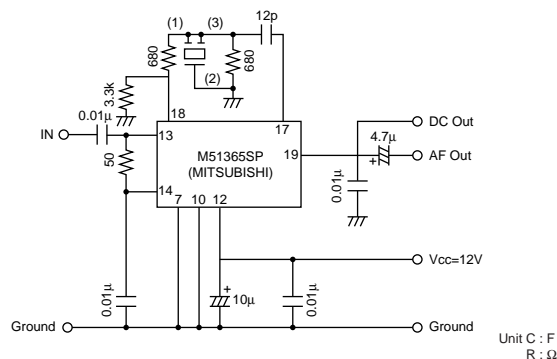 (1)
(3)
12p
680
680
(2)
3.3k
0.01μ
18
17
IN
13
M51365SP
(MITSUBISHI)
19
DC Out
4.7μ
+
AF Out
50
14
7
10
12
0.01μ
Vcc=12V
0.01μ
+
10μ
0.01μ
Ground
Ground
Unit C : F
R : Ω